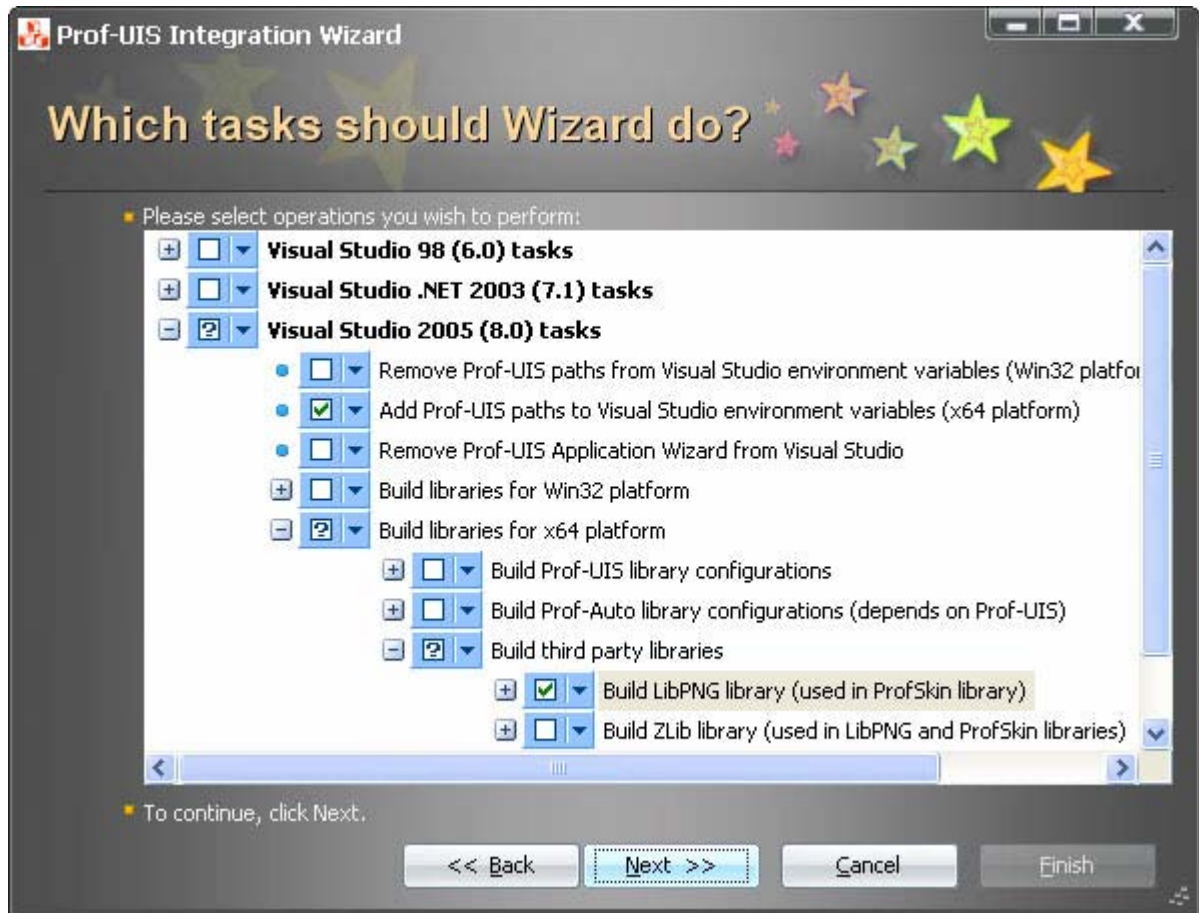 Prof-UIS Integration Wizard
Which tasks should Wizard do?
Please select operations you wish to perform:
Visual Studio 98 (6.0) tasks
Visual Studio .NET 2003 (7.1) tasks
Visual Studio 2005 (8.0) tasks
Remove Prof-UIS paths from Visual Studio environment variables (Win32 platfo
Add Prof-UIS paths to Visual Studio environment variables (x64 platform)
Remove Prof-UIS Application Wizard from Visual Studio
Build libraries for Win32 platform
Build libraries for x64 platform
Build Prof-UIS library configurations
Build Prof-Auto library configurations (depends on Prof-UIS)
Build third party libraries
Build LibPNG library (used in ProfSkin library)
Build ZLib library (used in LibPNG and ProfSkin libraries)
To continue, click Next.
<< Back
Next >>
Cancel
Finish